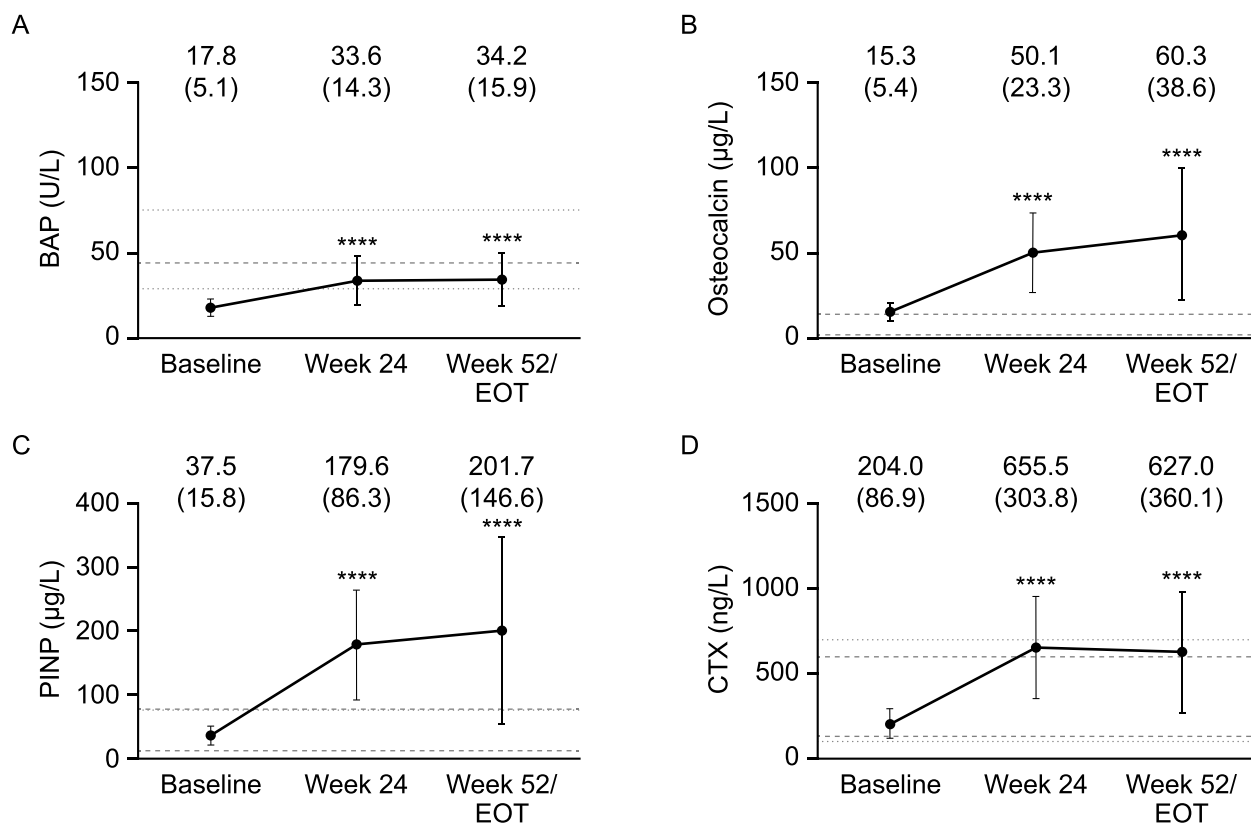 A
17.8 33.6 34.2
(5.1) (14.3) (15.9)
150
100
50
0
BAP (U/L)
**** ****
Baseline Week 24 Week 52/
EOT
B
15.3 50.1 60.3
(5.4) (23.3) (38.6)
150
100
50
0
Osteocalcin (µg/L)
**** ****
Baseline Week 24 Week 52/
EOT
C
37.5 179.6 201.7
(15.8) (86.3) (146.6)
400
300
200
100
0
PINP (µg/L)
**** ****
Baseline Week 24 Week 52/
EOT
D
204.0 655.5 627.0
(86.9) (303.8) (360.1)
1500
1000
500
0
CTX (ng/L)
**** ****
Baseline Week 24 Week 52/
EOT